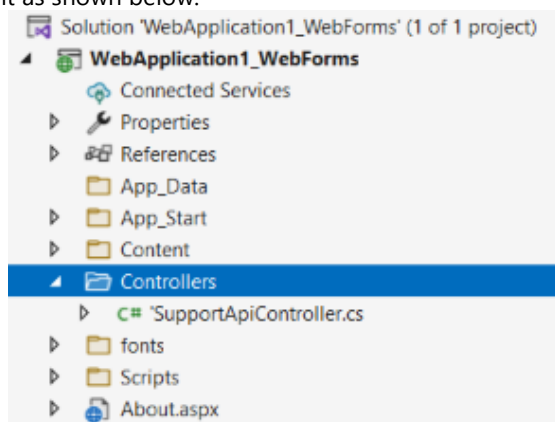 it as shown below.
Solution 'WebApplication1_WebForms' (1 of 1 project)
WebApplication1_WebForms
Connected Services
Properties
References
App_Data
App_Start
Content
Controllers
C# 'SupportApiController.cs
fonts
Scripts
About.aspx